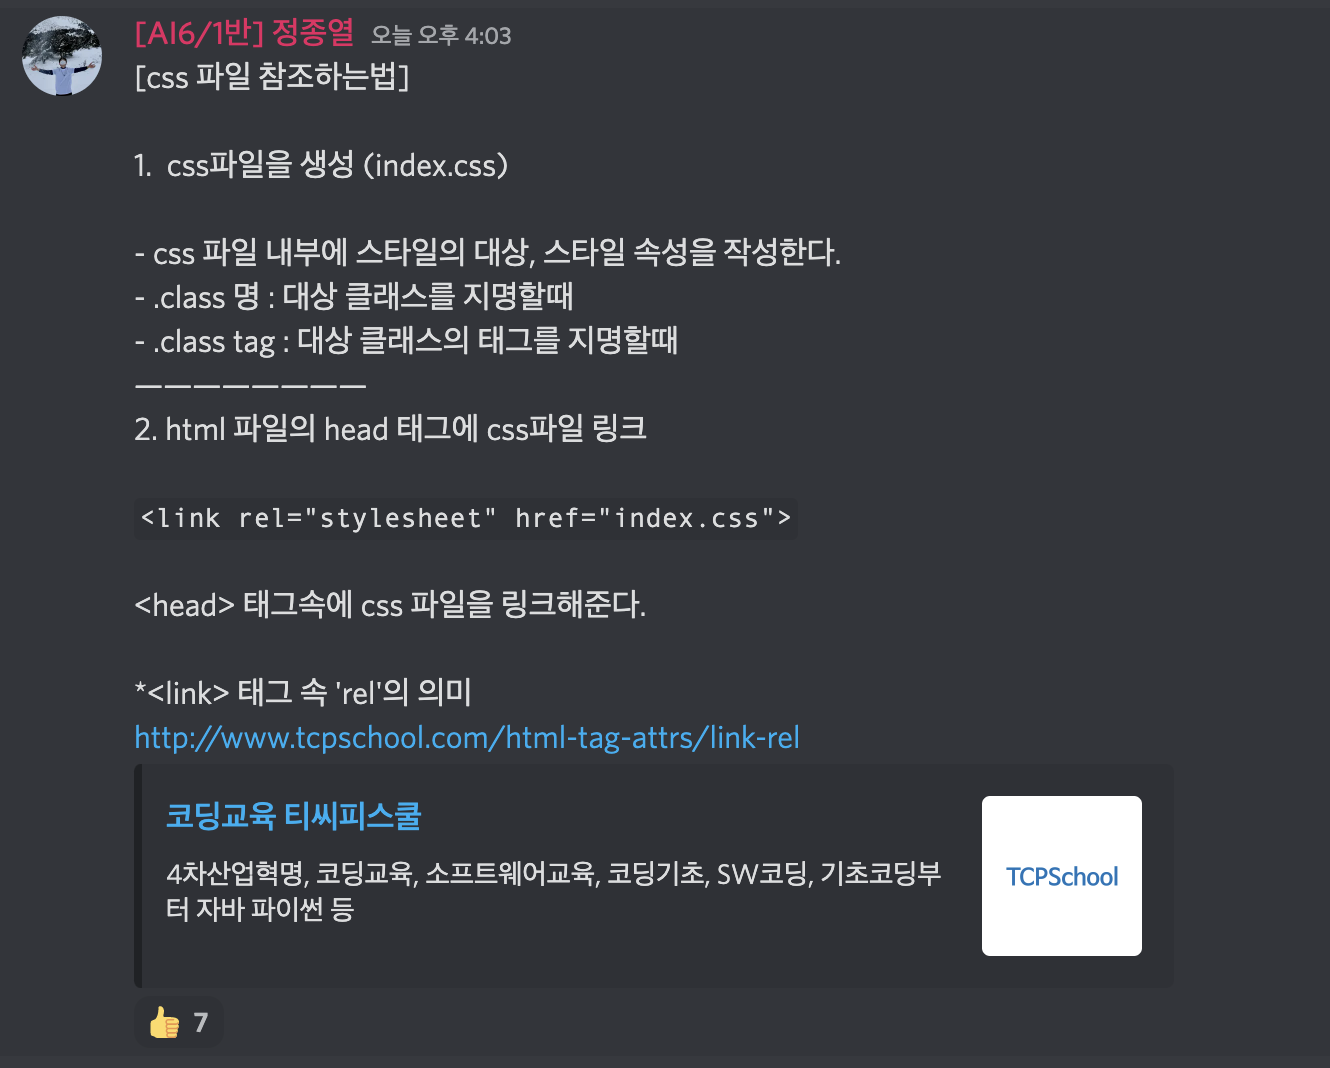 [AI6/1반] 정종열 오늘 오후 4:03
[css 파일 참조하는법]
1. css파일을 생성 (index.css)
- css 파일 내부에 스타일의 대상, 스타일 속성을 작성한다.
- .class 명 : 대상 클래스를 지명할때
- .class tag : 대상 클래스의 태그를 지명할때
————————
2. html 파일의 head 태그에 css파일 링크
<link rel="stylesheet" href="index.css">
<head> 태그속에 css 파일을 링크해준다.
*<link> 태그 속 'rel'의 의미
http://www.tcpschool.com/html-tag-attrs/link-rel
코딩교육 티씨피스쿨
4차산업혁명, 코딩교육, 소프트웨어교육, 코딩기초, SW코딩, 기초코딩부
터 자바 파이썬 등
TCPSchool
👍 7